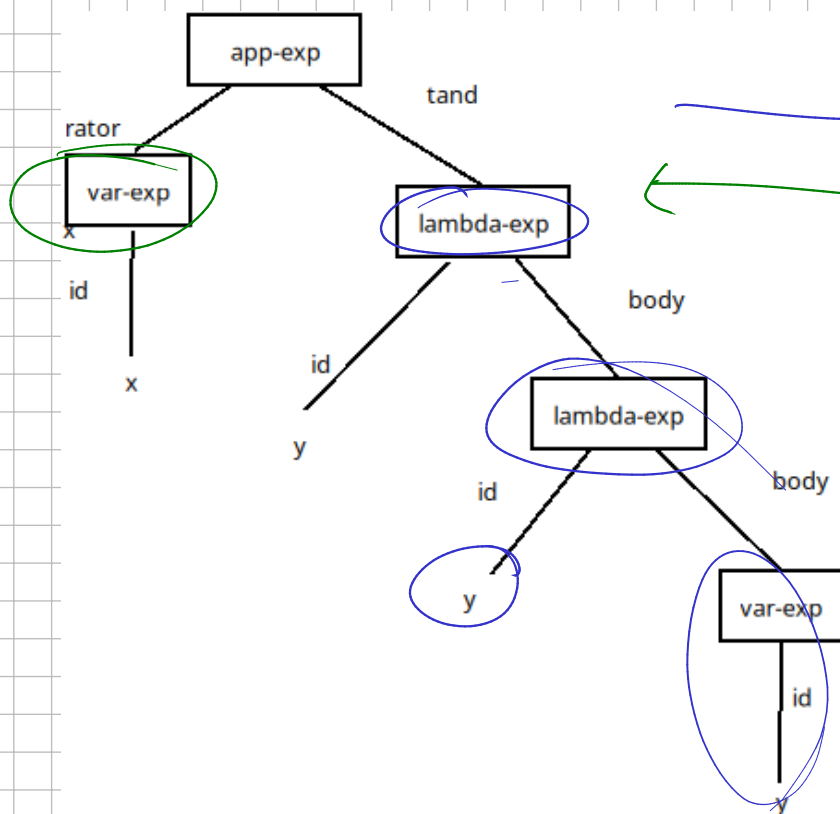 app-exp
tand
rator
var-exp
lambda-exp
x
id
body
id
x
lambda-exp
y
body
id
y
var-exp
id
y